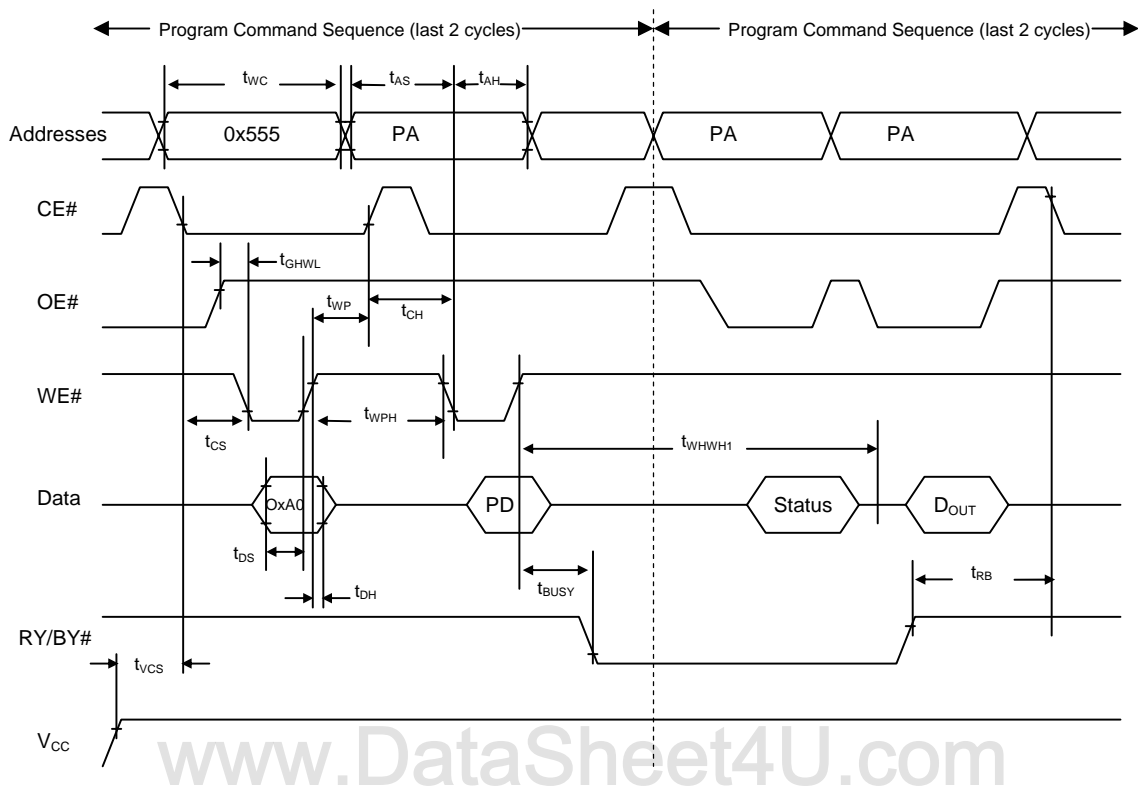 Program Command Sequence (last 2 cycles)
Program Command Sequence (last 2 cycles)
tWC
tAS
tAH
Addresses
0x555
PA
PA
PA
CE#
tGHWL
OE#
tWP
tCH
WE#
tCS
tWPH
tWHWH1
Data
OxA0
PD
Status
DOUT
tDS
tDH
tBUSY
tRB
RY/BY#
tVCS
VCC
www.DataSheet4U.com